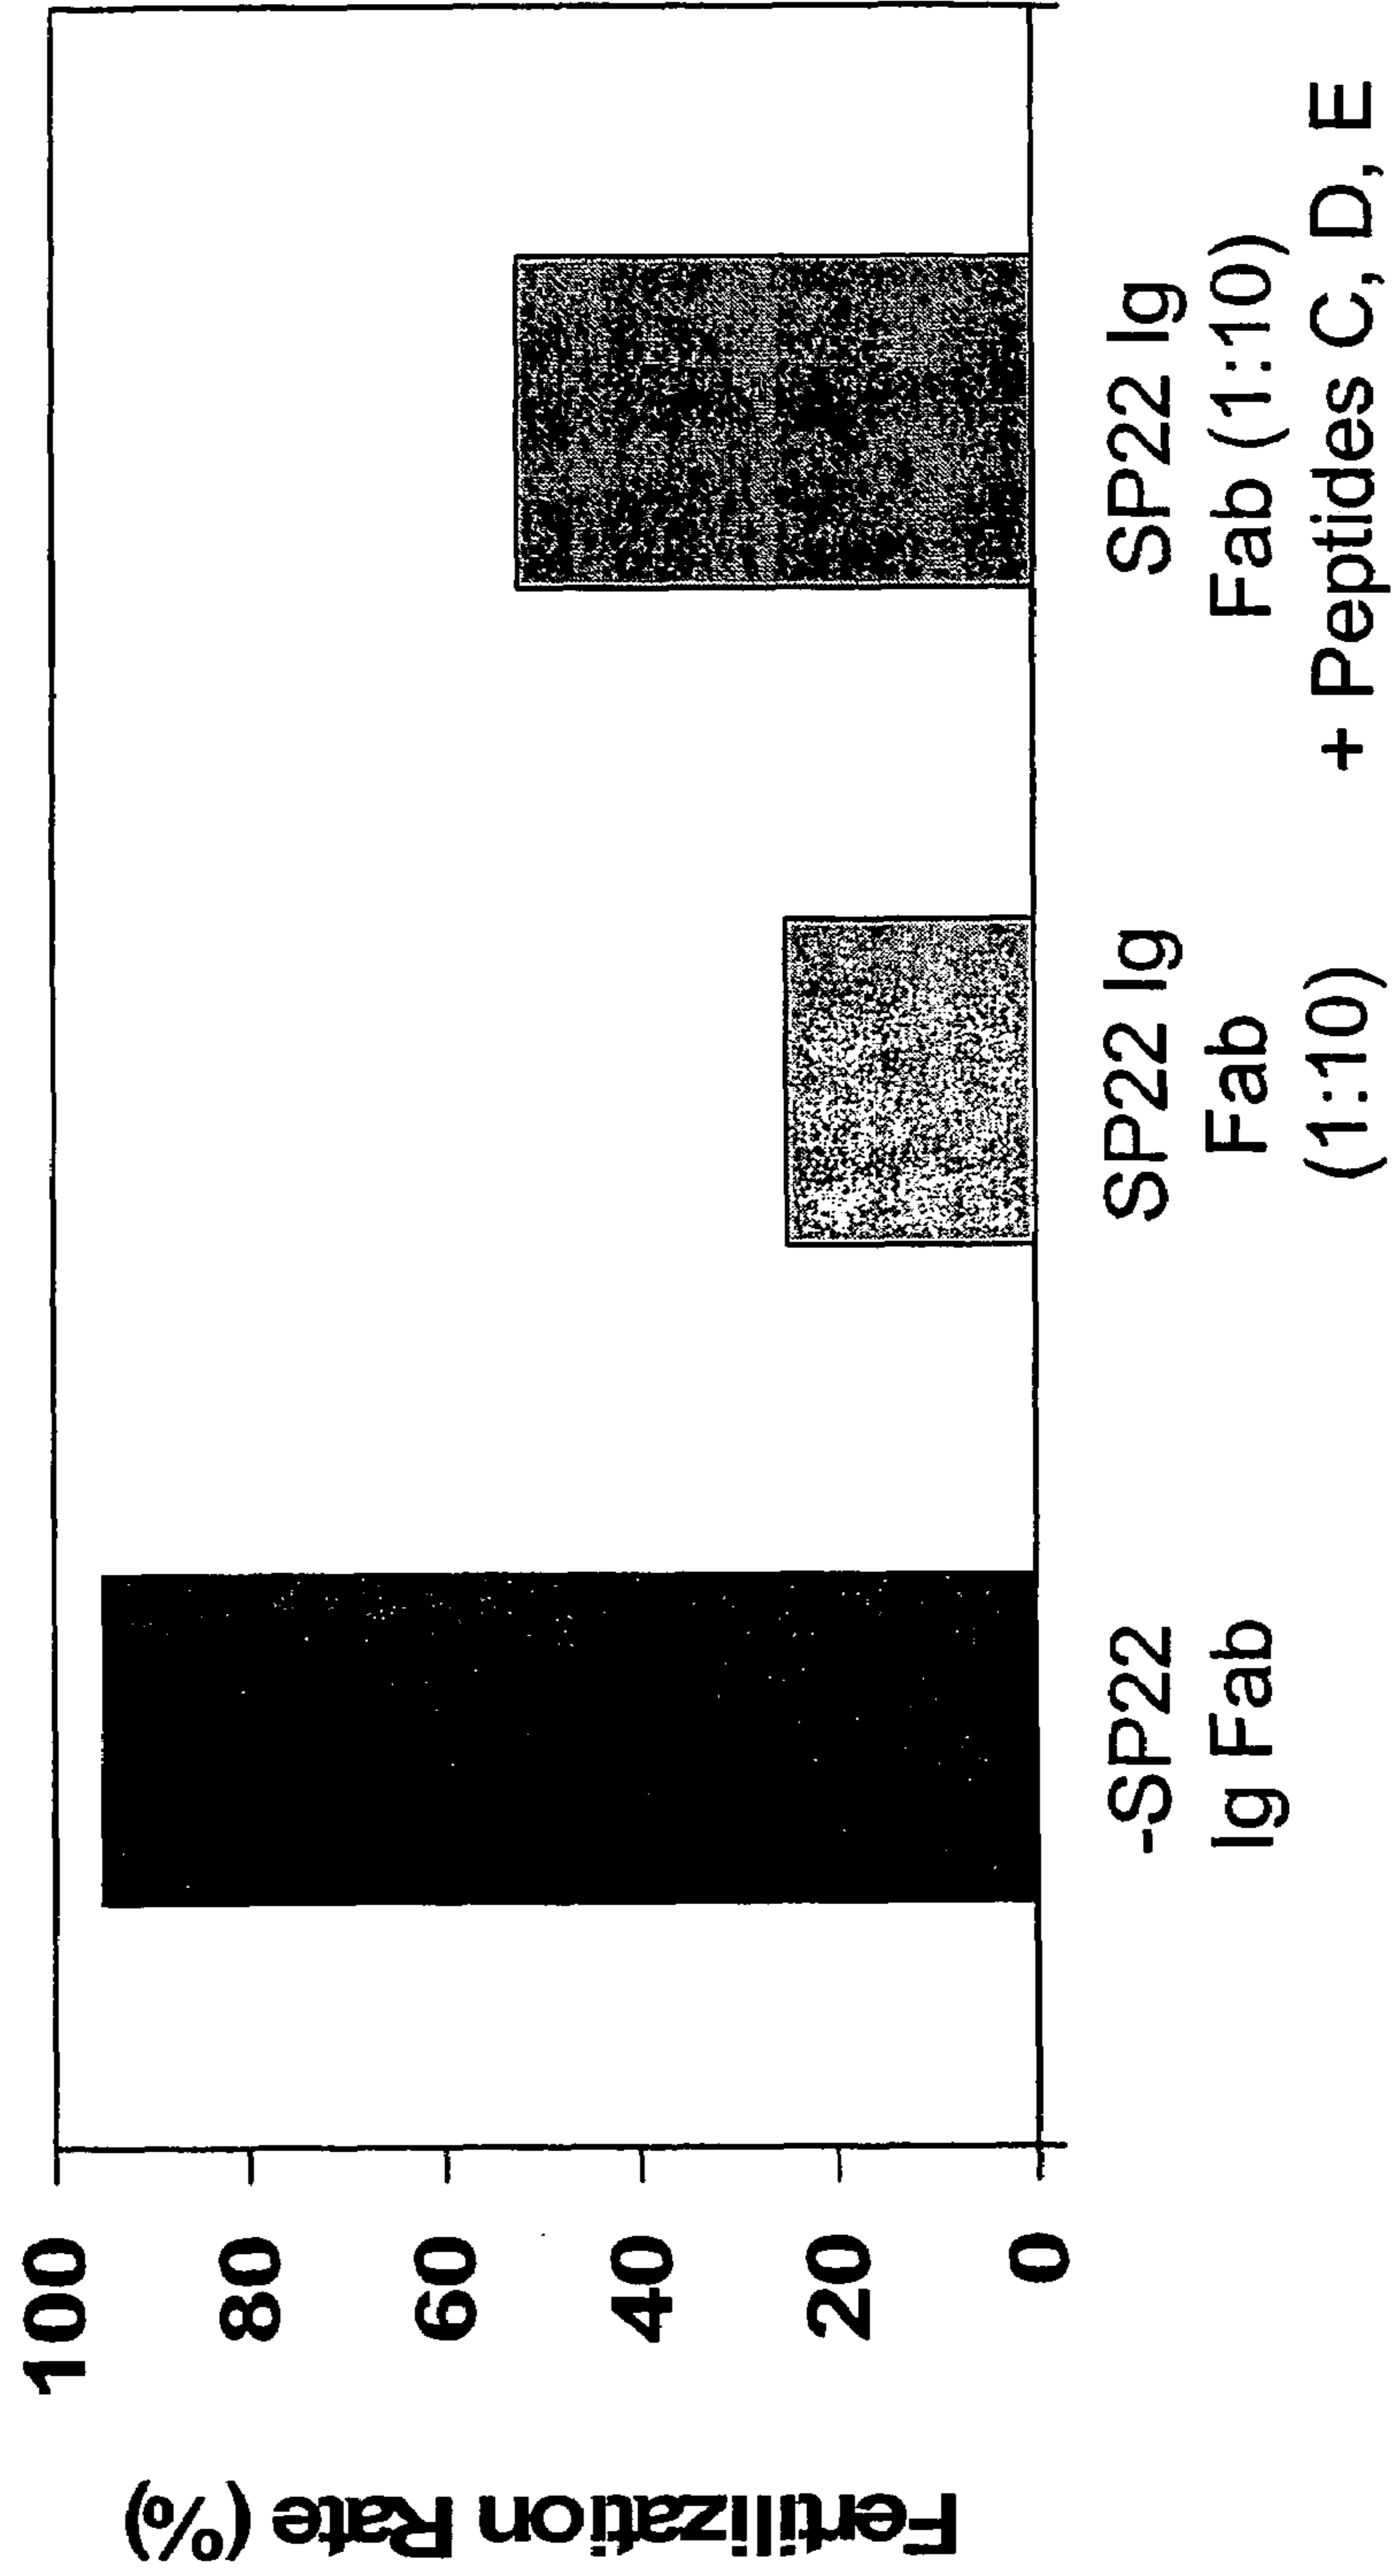 Fertilization Rate (%)
100
80
60
40
20
0
-SP22
Ig Fab
SP22 Ig
Fab
(1:10)
SP22 Ig
Fab (1:10)
+ Peptides C, D, E